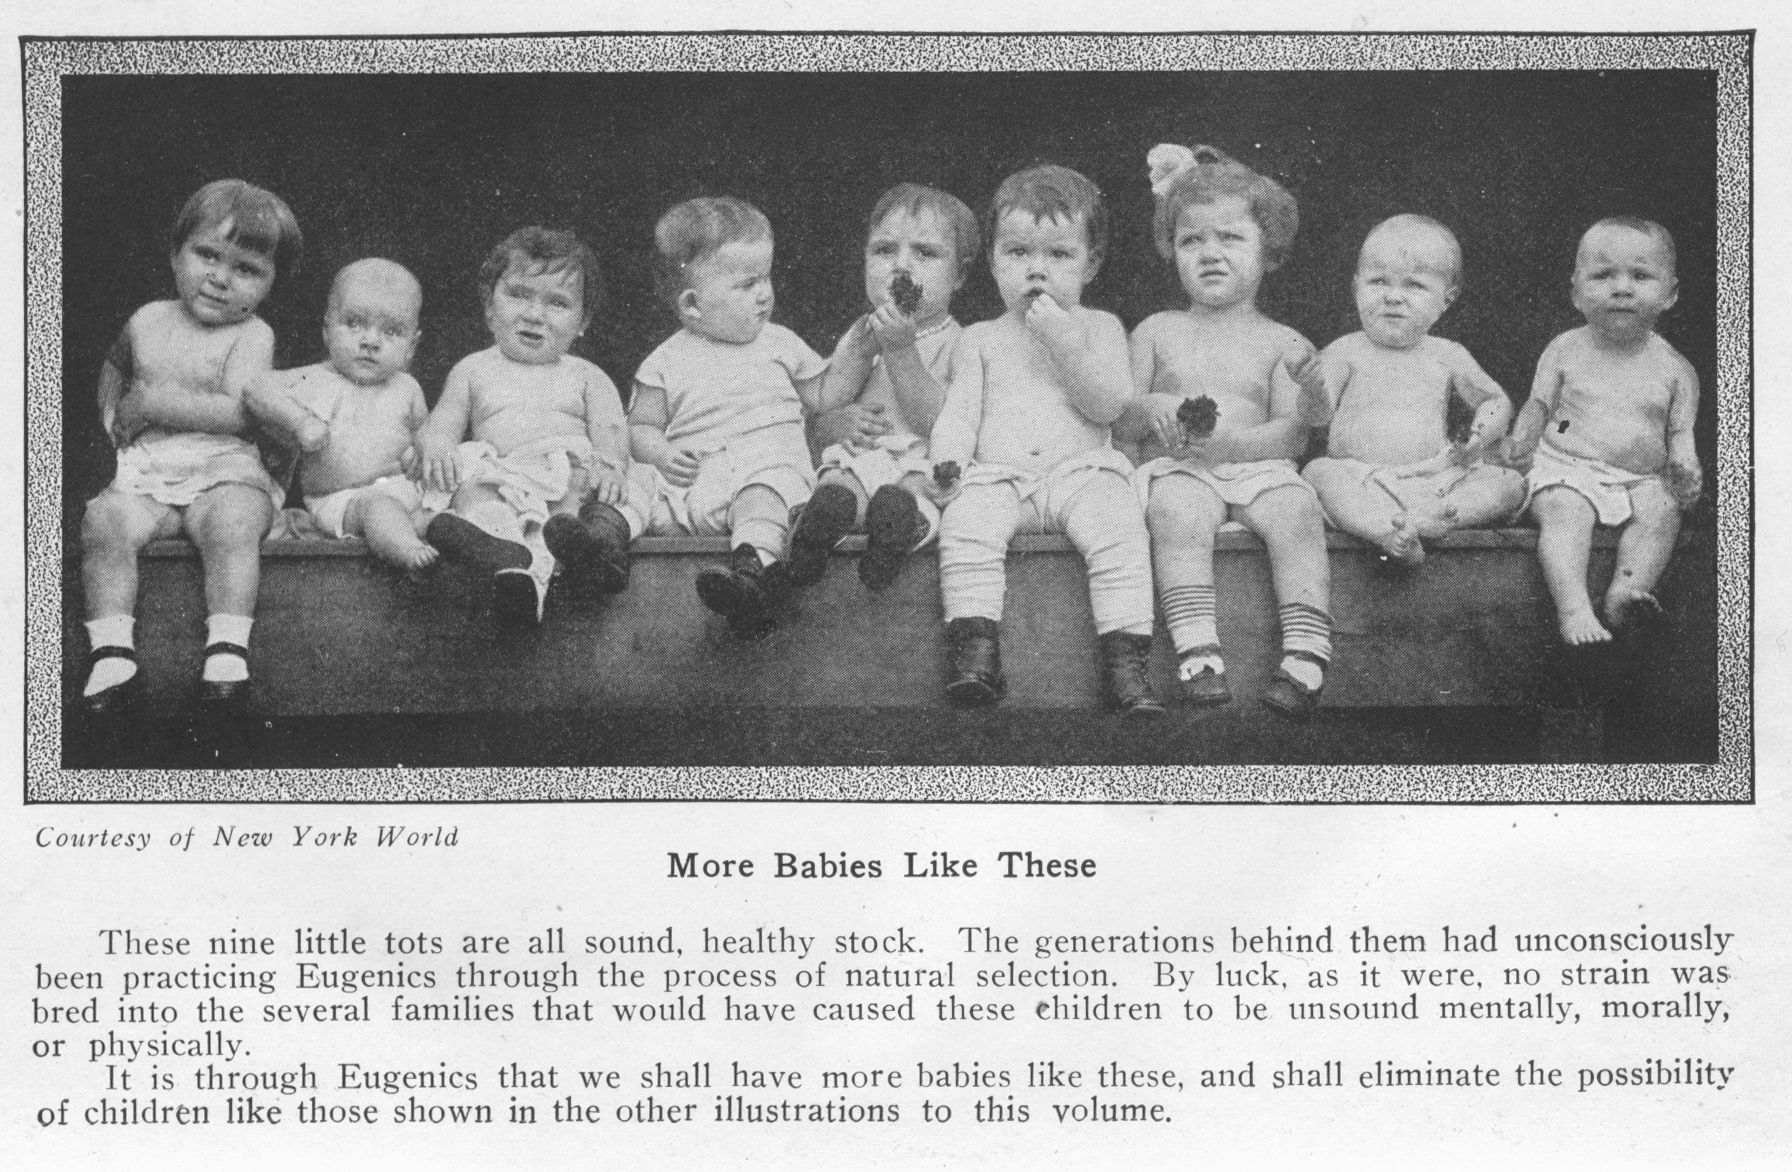 Courtesy of New York World
More Babies Like These
These nine little tots are all sound, healthy stock. The generations behind them had unconsciously
been practicing Eugenics through the process of natural selection. By luck, as it were, no strain was
bred into the several families that would have caused these children to be unsound mentally, morally,
or physically.
It is through Eugenics that we shall have more babies like these, and shall eliminate the possibility
of children like those shown in the other illustrations to this volume.